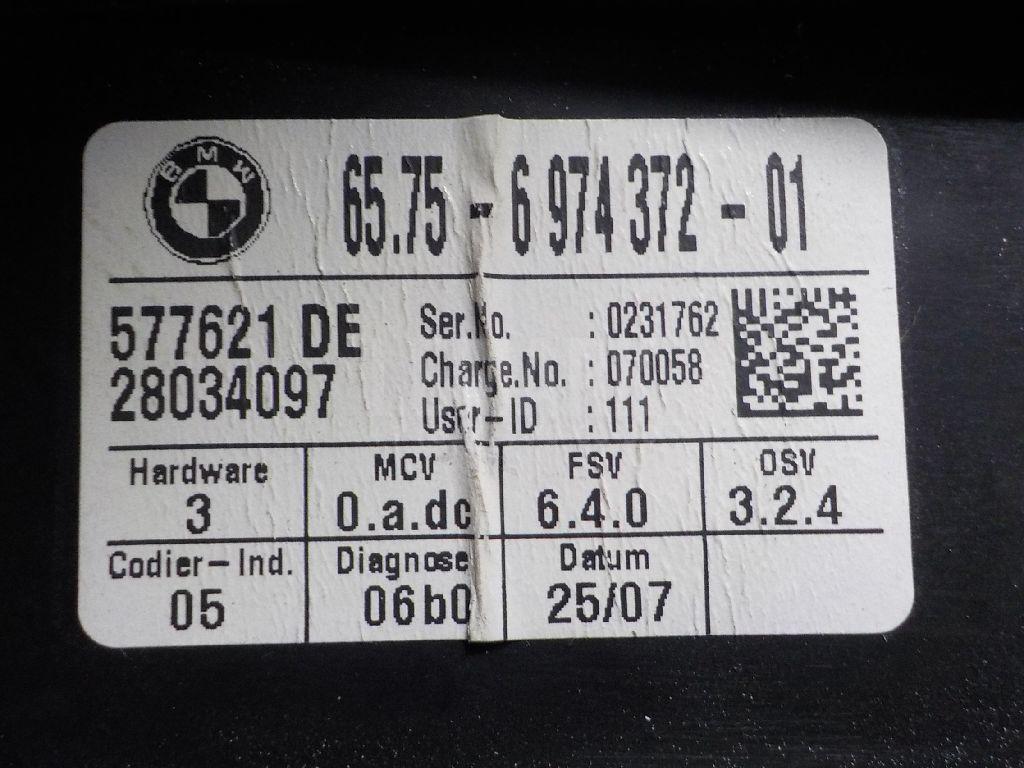 BMW
65.75 - 6 974 372 - 01
577621 DE
28034097
Ser.No. : 0231762
Charge.No. : 070058
User-ID : 111
Hardware MCV FSV OSV
3 0.a.dc 6.4.0 3.2.4
Codier-Ind. Diagnose Datum
05 06b0 25/07